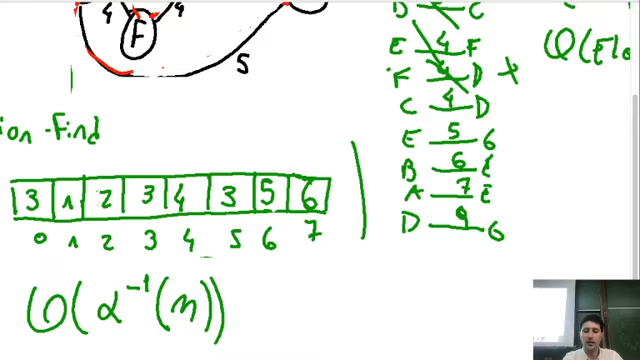 4 4
F
5
D C
E 4 F
F 4 D
C 4 D
E 5 G
B 6 E
A 7 E
D 9 G
O(E lo
ion-Find
3 1 2 3 4 3 5 6
0 1 2 3 4 5 6 7
O(α⁻¹(n))